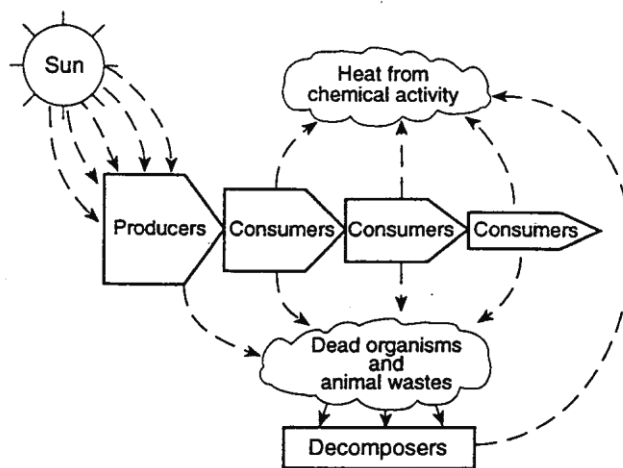 Sun
Heat from
chemical activity
Producers
Consumers
Consumers
Consumers
Dead organisms
and
animal wastes
Decomposers